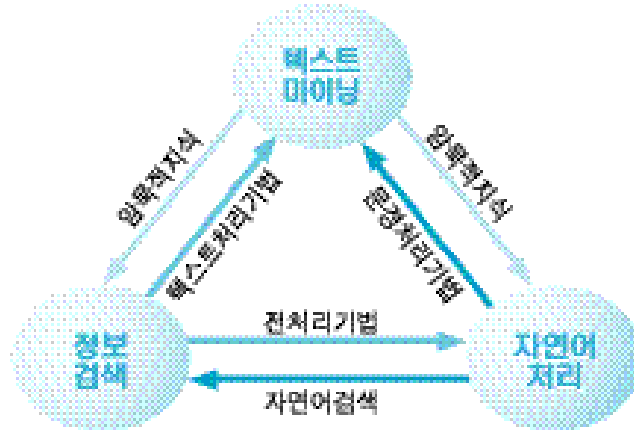 텍스트
마이닝
암묵적지식
암묵적지식
텍스트처리기법
문경처리기법
전처리기법
정보
검색
자연어
처리
자연어검색